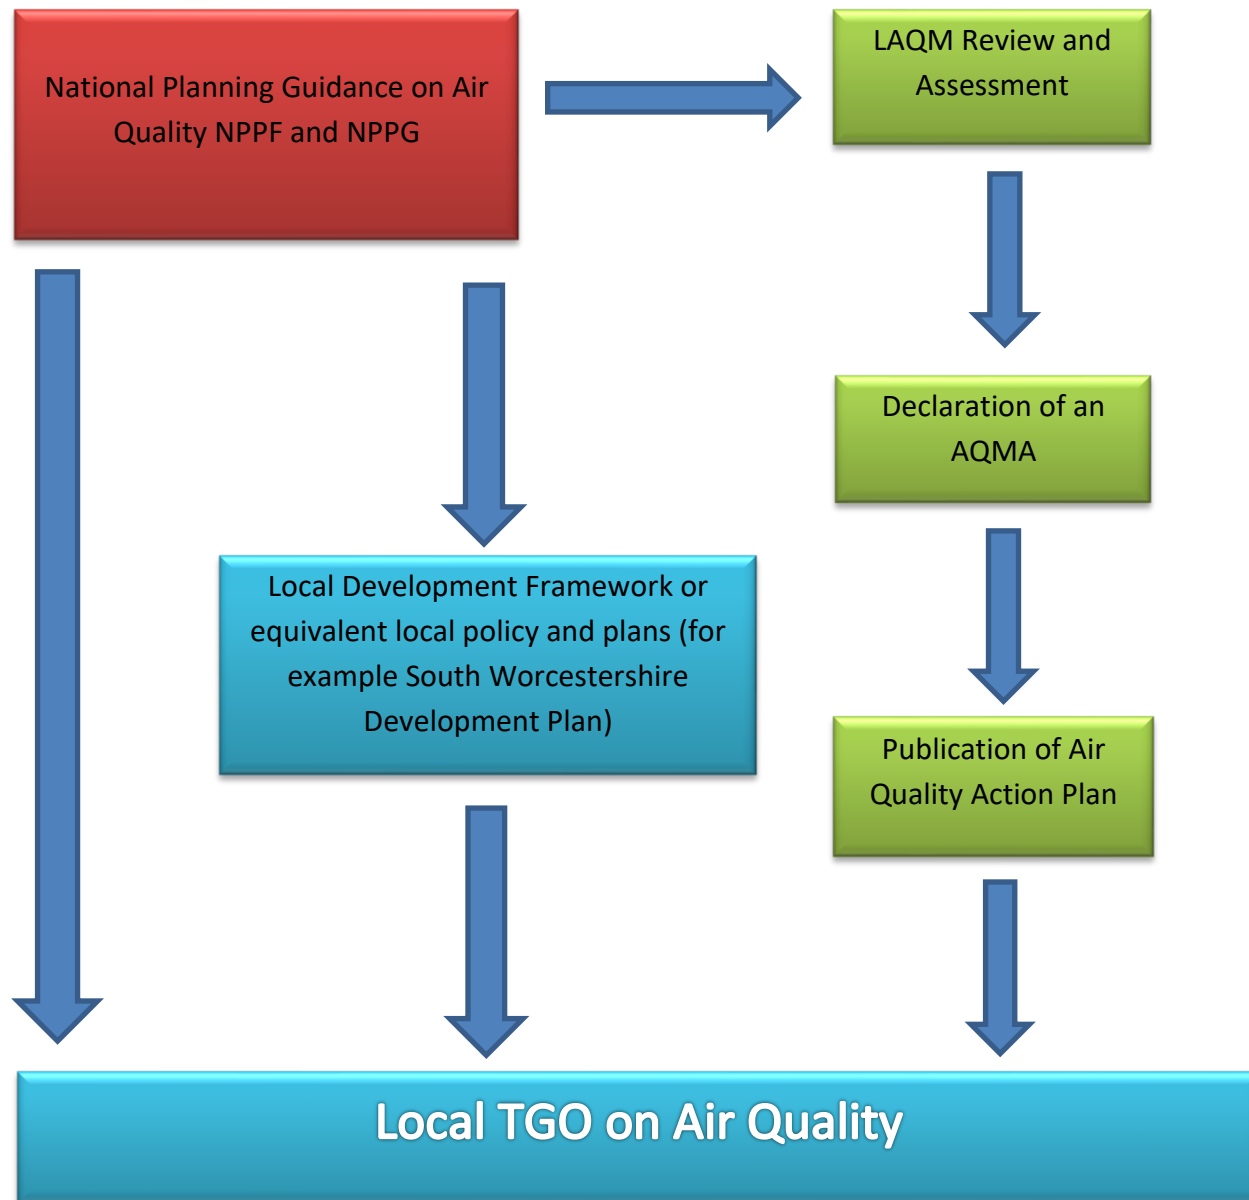 National Planning Guidance on Air
Quality NPPF and NPPG
LAQM Review and
Assessment
Declaration of an
AQMA
Local Development Framework or
equivalent local policy and plans (for
example South Worcestershire
Development Plan)
Publication of Air
Quality Action Plan
Local TGO on Air Quality